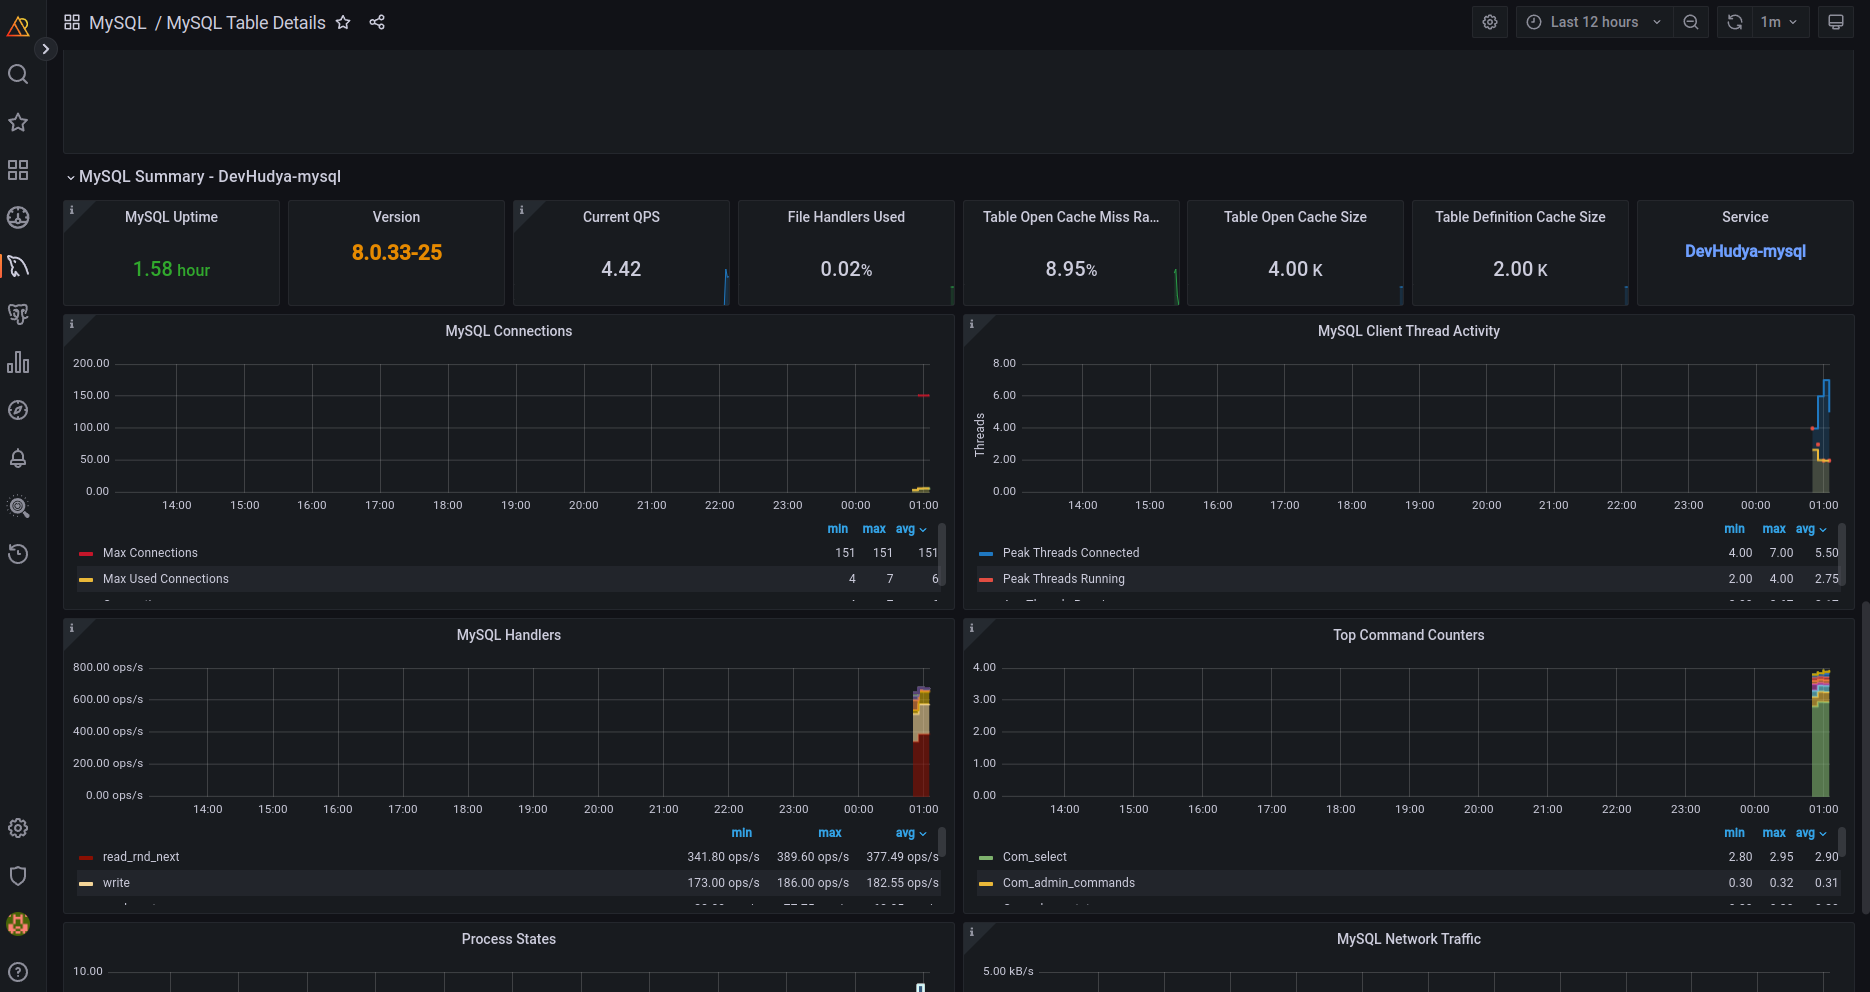 MySQL / MySQL Table Details
Last 12 hours
1m
MySQL Summary - DevHudya-mysql
MySQL Uptime
1.58 hour
Version
8.0.33-25
Current QPS
4.42
File Handlers Used
0.02%
Table Open Cache Miss Ra...
8.95%
Table Open Cache Size
4.00 K
Table Definition Cache Size
2.00 K
Service
DevHudya-mysql
MySQL Connections
200.00
150.00
100.00
50.00
0.00
14:00 15:00 16:00 17:00 18:00 19:00 20:00 21:00 22:00 23:00 00:00 01:00
min max avg
Max Connections 151 151 151
Max Used Connections 4 7 6
MySQL Client Thread Activity
Threads
8.00
6.00
4.00
2.00
0.00
14:00 15:00 16:00 17:00 18:00 19:00 20:00 21:00 22:00 23:00 00:00 01:00
min max avg
Peak Threads Connected 4.00 7.00 5.50
Peak Threads Running 2.00 4.00 2.75
MySQL Handlers
800.00 ops/s
600.00 ops/s
400.00 ops/s
200.00 ops/s
0.00 ops/s
14:00 15:00 16:00 17:00 18:00 19:00 20:00 21:00 22:00 23:00 00:00 01:00
min max avg
read_rnd_next 341.80 ops/s 389.60 ops/s 377.49 ops/s
write 173.00 ops/s 186.00 ops/s 182.55 ops/s
Top Command Counters
4.00
3.00
2.00
1.00
0.00
14:00 15:00 16:00 17:00 18:00 19:00 20:00 21:00 22:00 23:00 00:00 01:00
min max avg
Com_select 2.80 2.95 2.90
Com_admin_commands 0.30 0.32 0.31
Process States
10.00
MySQL Network Traffic
5.00 kB/s